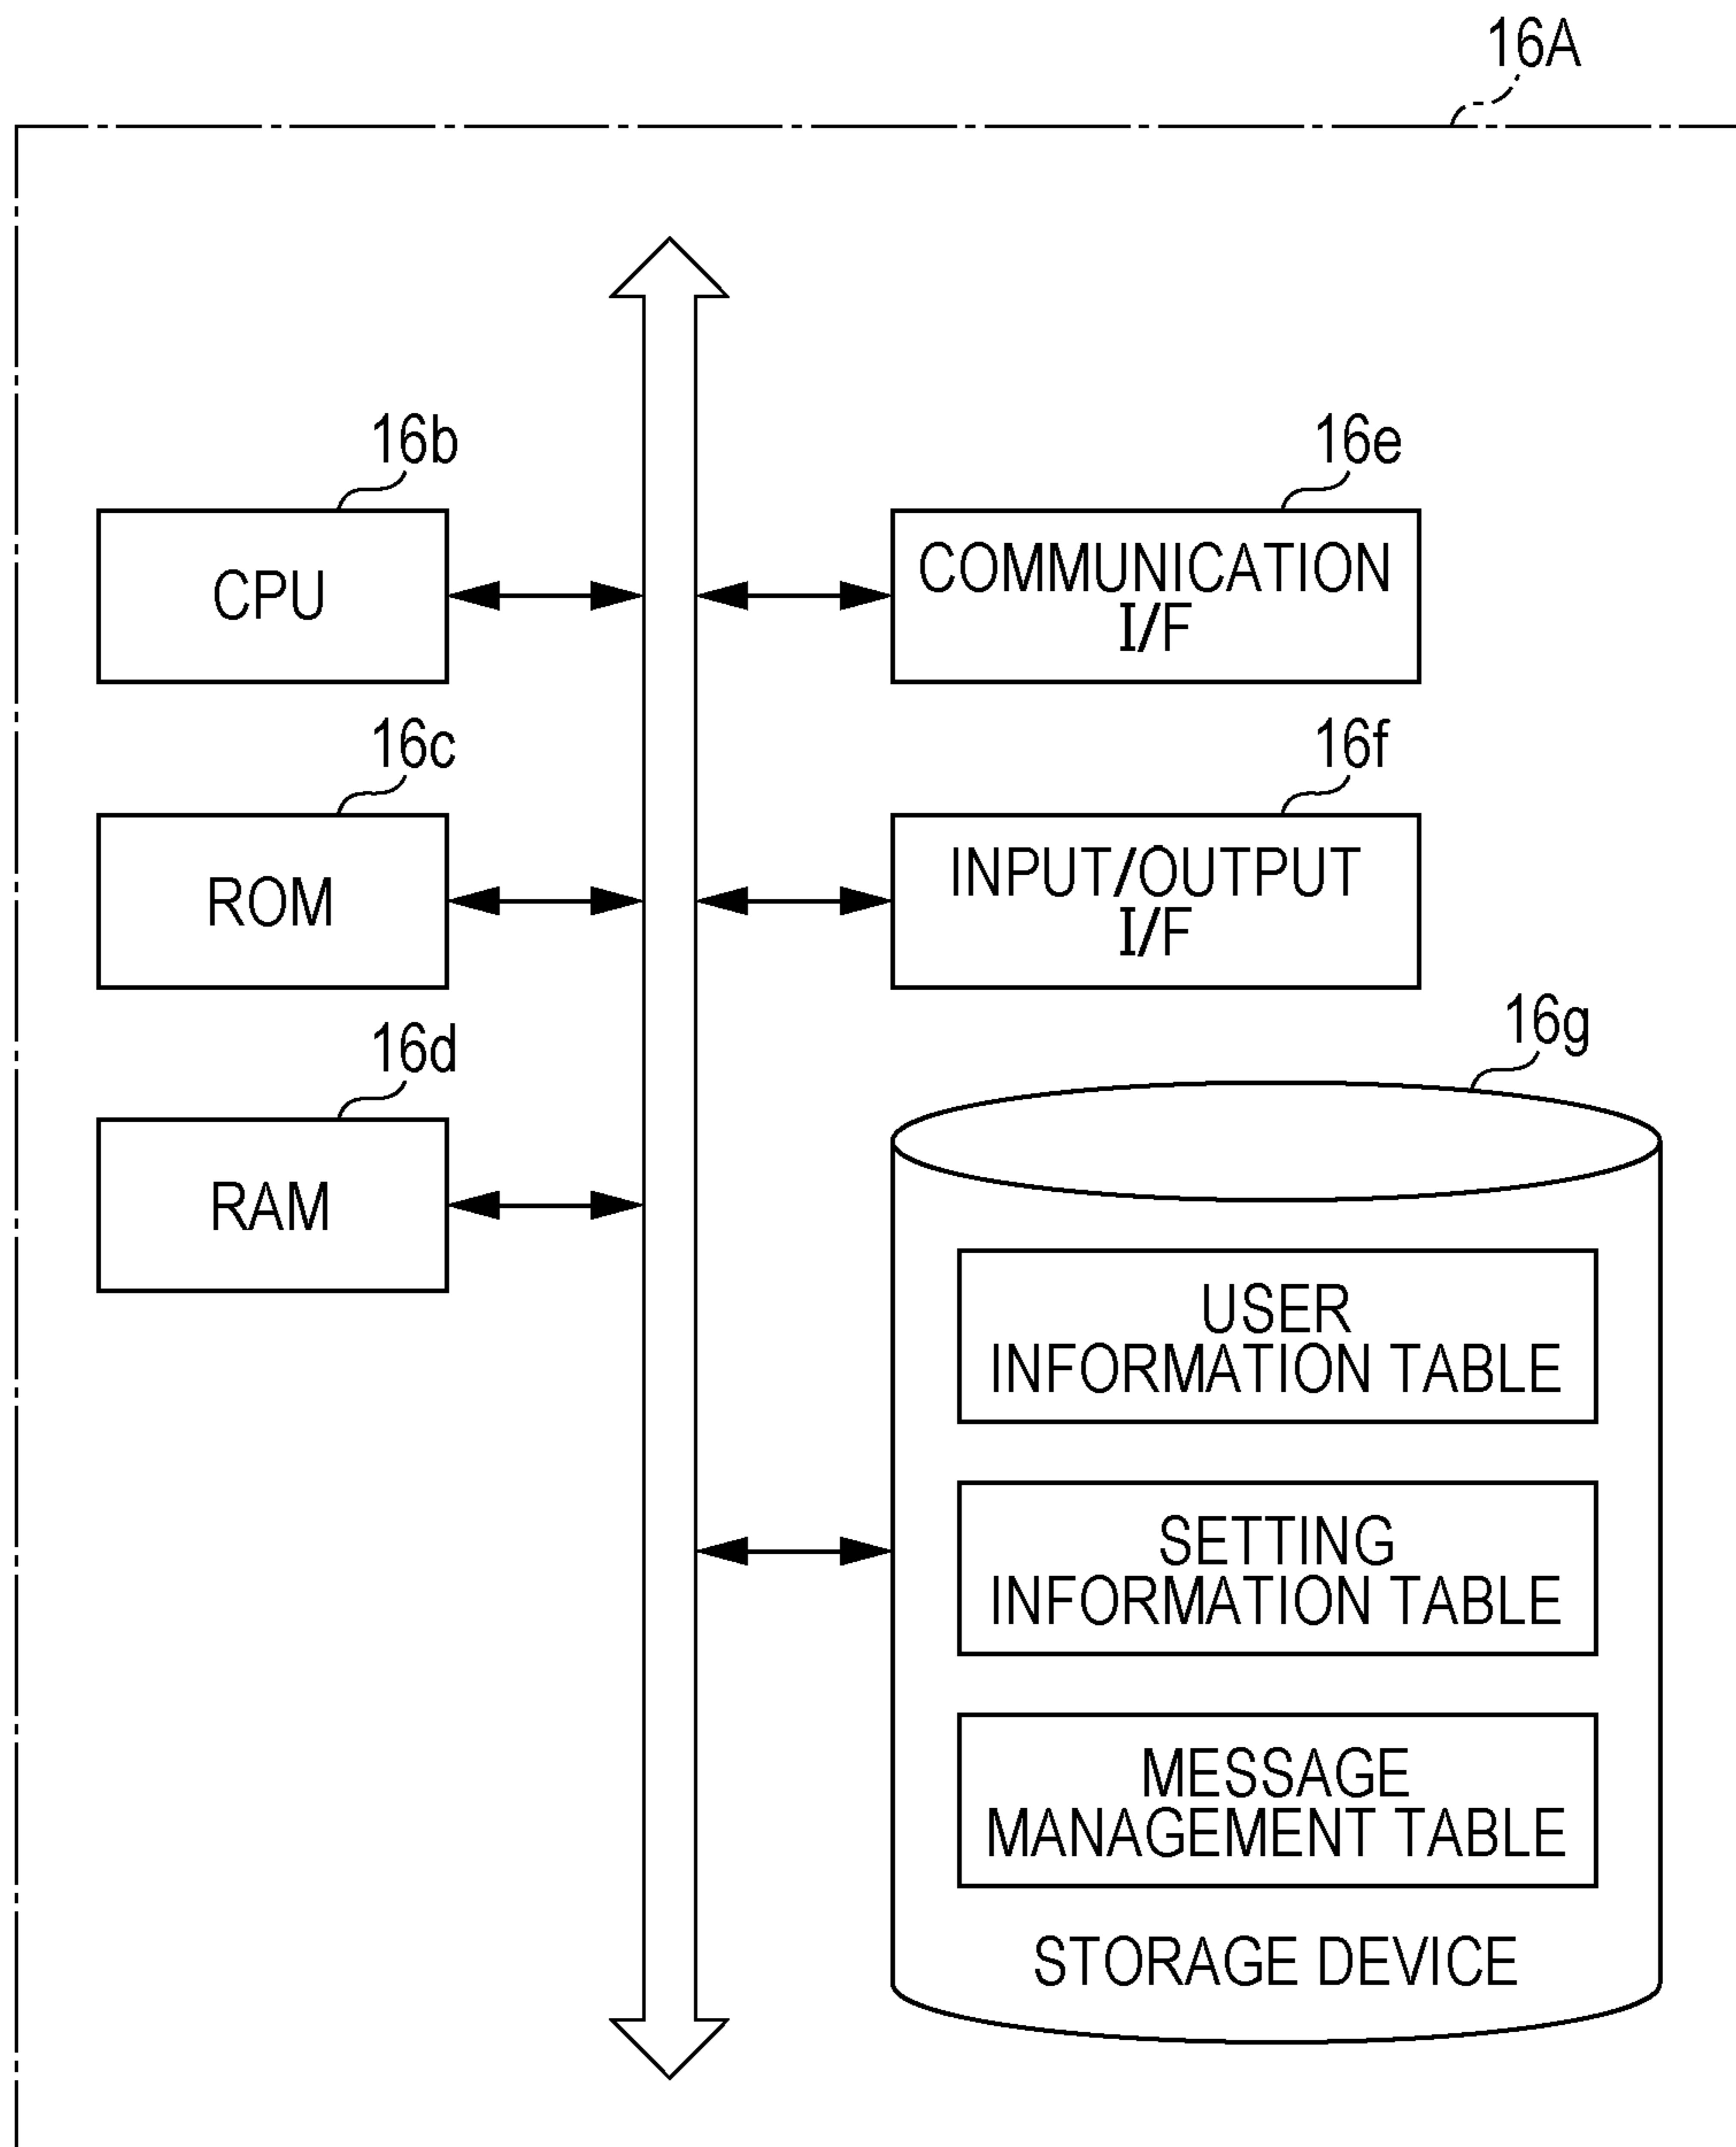 16A
16b
CPU
16e
COMMUNICATION
I/F
16c
ROM
16f
INPUT/OUTPUT
I/F
16d
RAM
16g
USER
INFORMATION TABLE
SETTING
INFORMATION TABLE
MESSAGE
MANAGEMENT TABLE
STORAGE DEVICE